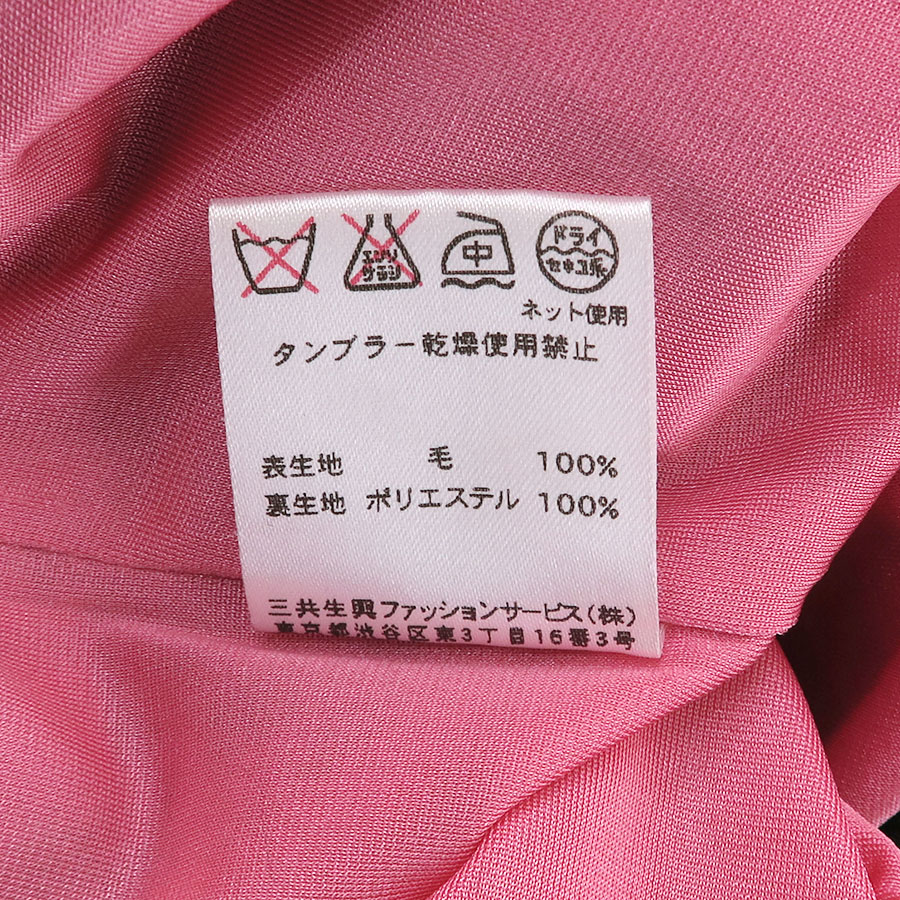 エンソ 中 ドライ
サラシ セキユ系
ネット使用
タンブラー乾燥使用禁止
表生地 毛 100%
裏生地 ポリエステル 100%
三共生興ファッションサービス(株)
東京都渋谷区東3丁目16番3号